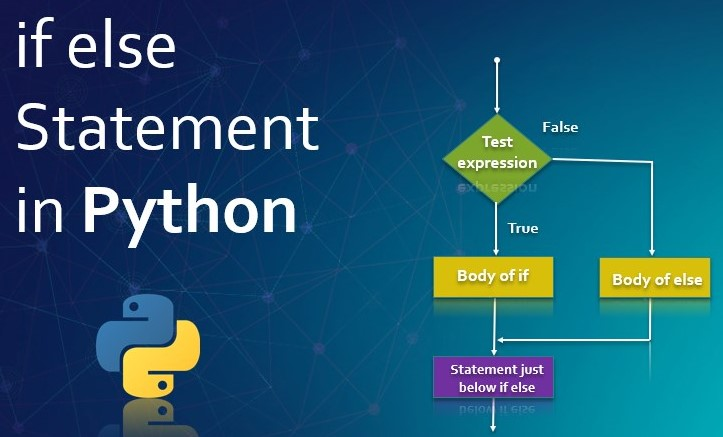 if else
Statement
in Python
Test
expression
False
True
Body of if
Body of else
Statement just
below if else